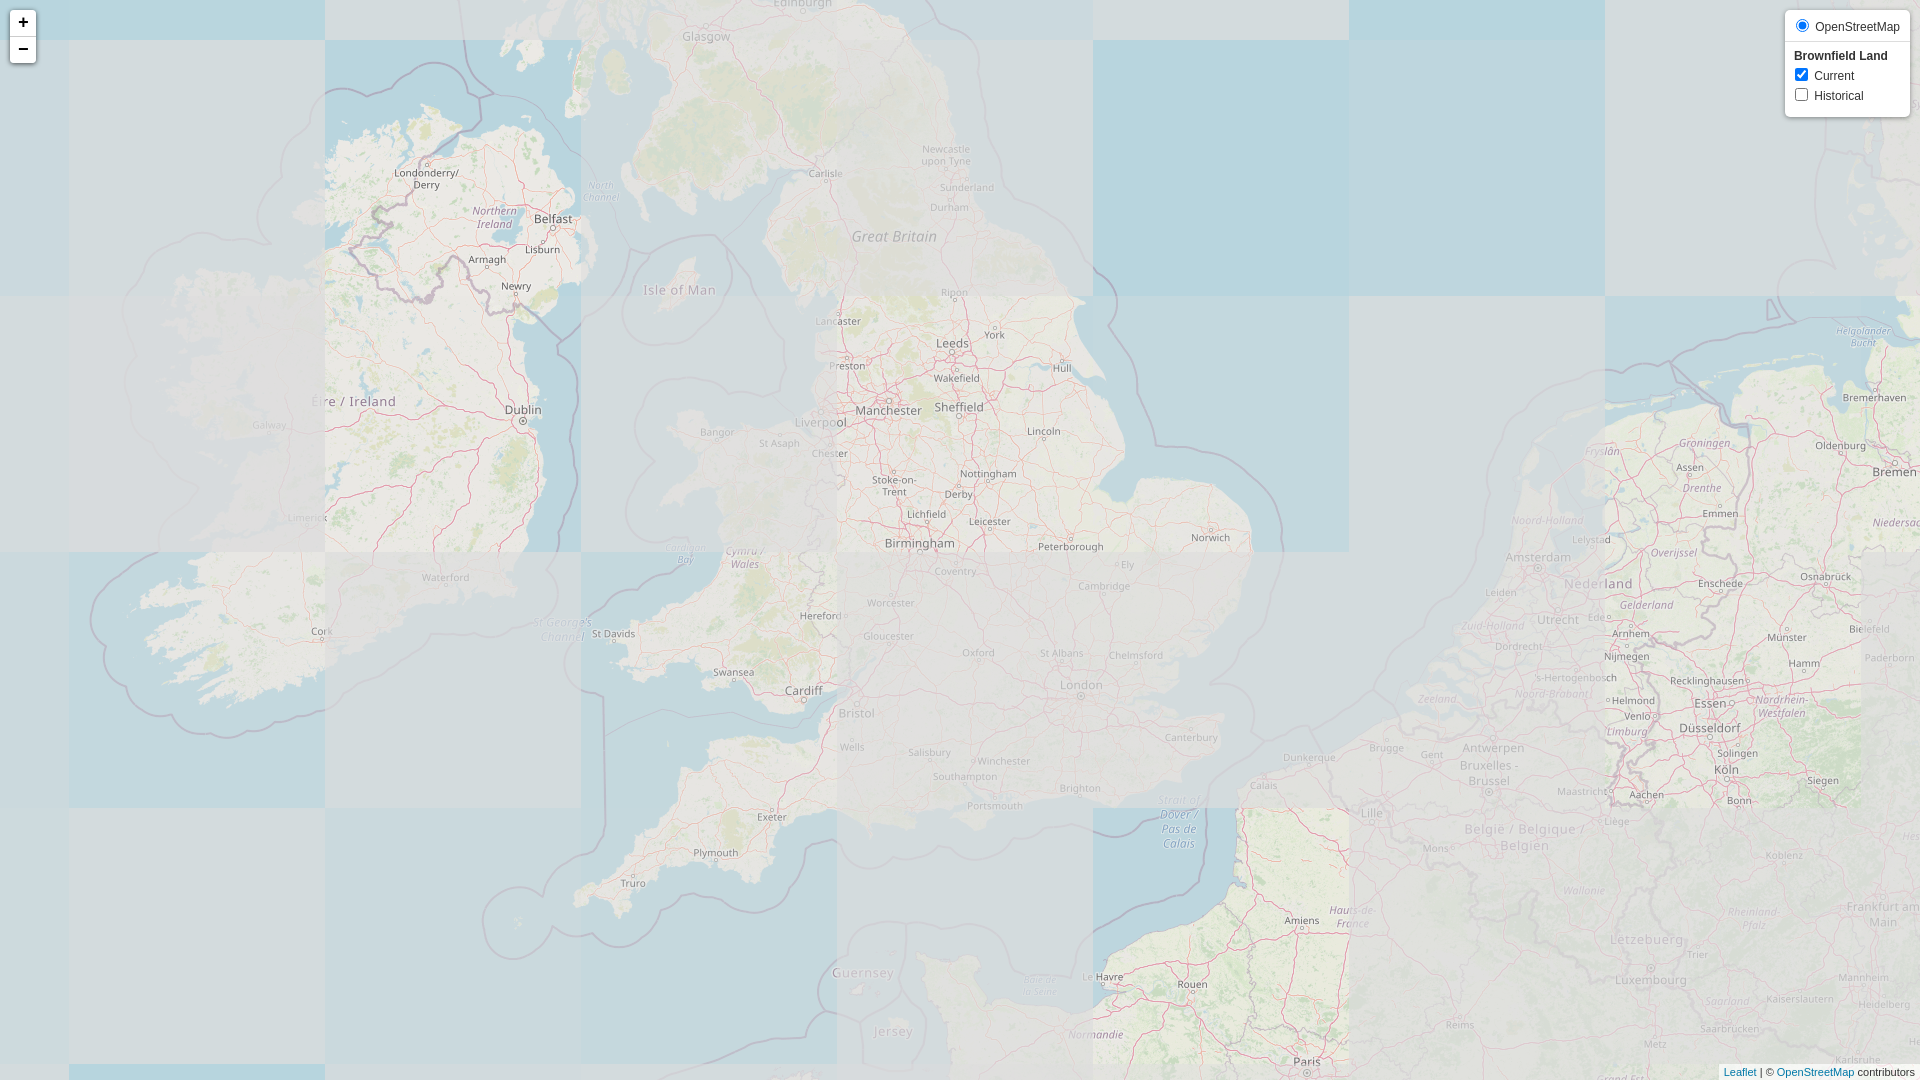 +
−
OpenStreetMap
Brownfield Land
Current
Historical
Edinburgh
Glasgow
Newcastle
upon Tyne
Londonderry/
Derry
Carlisle
Sunderland
North
Channel
Durham
Northern
Ireland
Belfast
Great Britain
Lisburn
Armagh
Newry
Isle of Man
Ripon
Lancaster
York
Helgoländer
Bucht
Leeds
Preston
Hull
Wakefield
Bremerhaven
Éire / Ireland
Dublin
Manchester
Sheffield
Galway
Liverpool
Bangor
St Asaph
Lincoln
Groningen
Oldenburg
Chester
Fryslân
Assen
Bremen
Stoke-on-
Trent
Nottingham
Derby
Drenthe
Limerick
Lichfield
Leicester
Emmen
Noord-Holland
Niedersac
Norwich
Birmingham
Peterborough
Lelystad
Cardigan
Bay
Cymru /
Wales
Overijssel
Amsterdam
Coventry
Ely
Waterford
Cambridge
Nederland
Enschede
Osnabrück
Leiden
Worcester
Gelderland
Hereford
St George's
Channel
Utrecht
Ede
Cork
St Davids
Gloucester
Zuid-Holland
Arnhem
Münster
Bielefeld
Dordrecht
Oxford
St Albans
Chelmsford
Nijmegen
Paderborn
Hamm
Swansea
's-Hertogenbosch
Recklinghausen
Cardiff
London
Noord-Brabant
Zeeland
Helmond
Essen
Nordrhein-
Westfalen
Bristol
Venlo
Düsseldorf
Limburg
Canterbury
Wells
Salisbury
Brugge
Antwerpen
Gent
Solingen
Dunkerque
Winchester
Bruxelles -
Brussel
Köln
Southampton
Siegen
Brighton
Calais
Maastricht
Aachen
Bonn
Portsmouth
Strait of
Dover /
Pas de
Calais
Exeter
Lille
Liège
België / Belgique /
Belgien
Mons
Koblenz
Plymouth
Truro
Wallonie
Hauts-de-
France
Amiens
Rheinland
-
Pfalz
Frankfurt am
Main
Lëtzebuerg
Trier
Guernsey
Le Havre
Baie de
la Seine
Rouen
Luxembourg
Mannheim
Saarland
Kaiserslautern
Heidelberg
Jersey
Normandie
Reims
Saarbrücken
Metz
Paris
Karlsruhe
Grand Est
Leaflet | © OpenStreetMap contributors